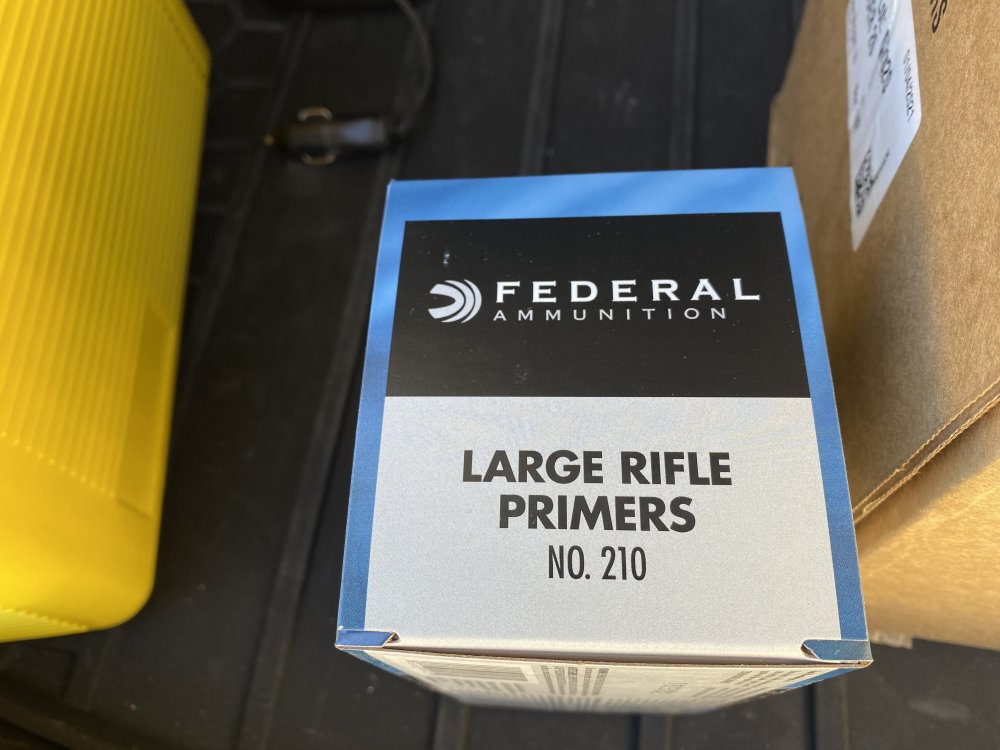 FEDERAL
AMMUNITION
LARGE RIFLE
PRIMERS
NO. 210